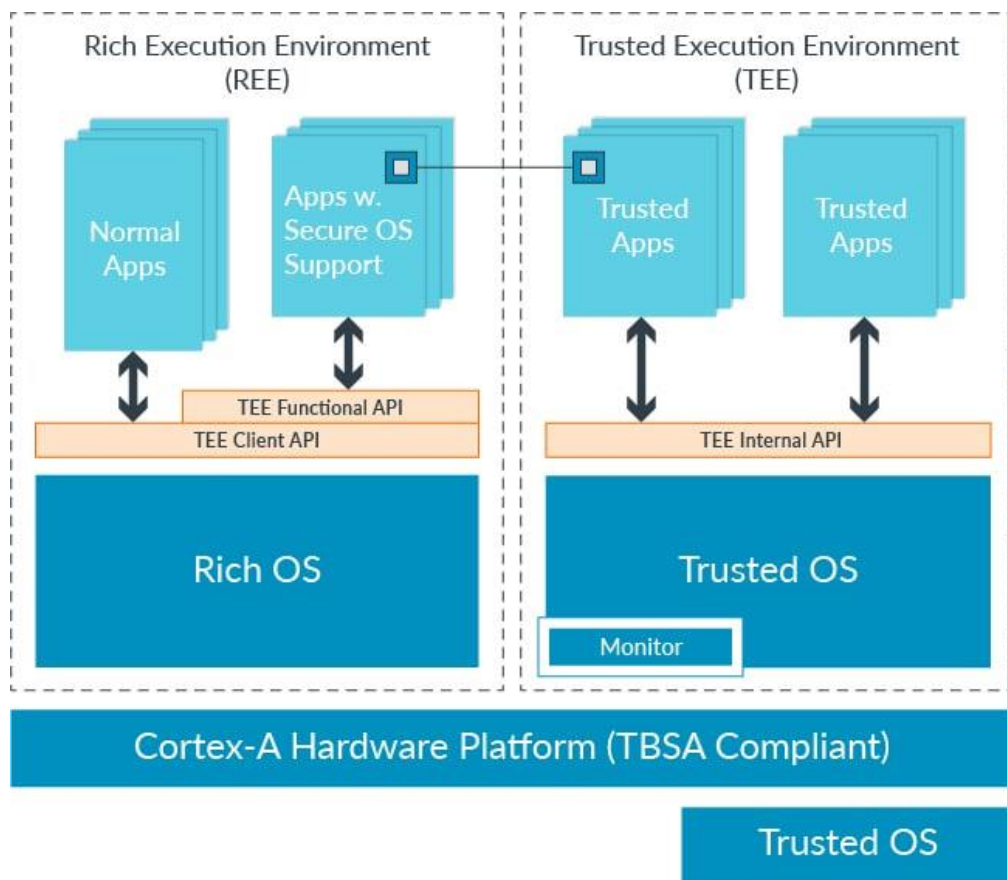 Rich Execution Environment
(REE)
Trusted Execution Environment
(TEE)
Normal
Apps
Apps w.
Secure OS
Support
Trusted
Apps
Trusted
Apps
TEE Functional API
TEE Client API
TEE Internal API
Rich OS
Trusted OS
Monitor
Cortex-A Hardware Platform (TBSA Compliant)
Trusted OS